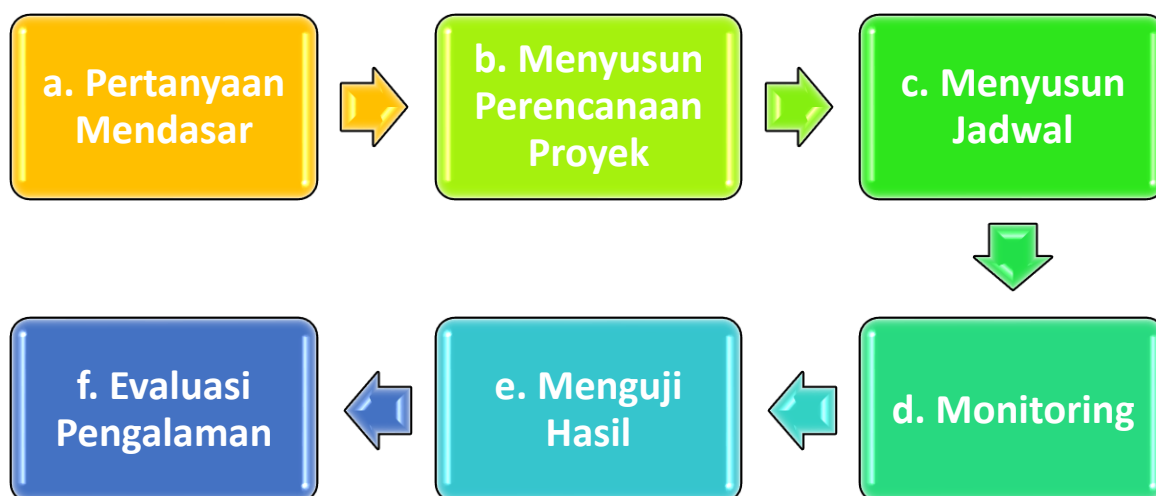 a. Pertanyaan
Mendasar
b. Menyusun
Perencanaan
Proyek
c. Menyusun
Jadwal
d. Monitoring
e. Menguji
Hasil
f. Evaluasi
Pengalaman